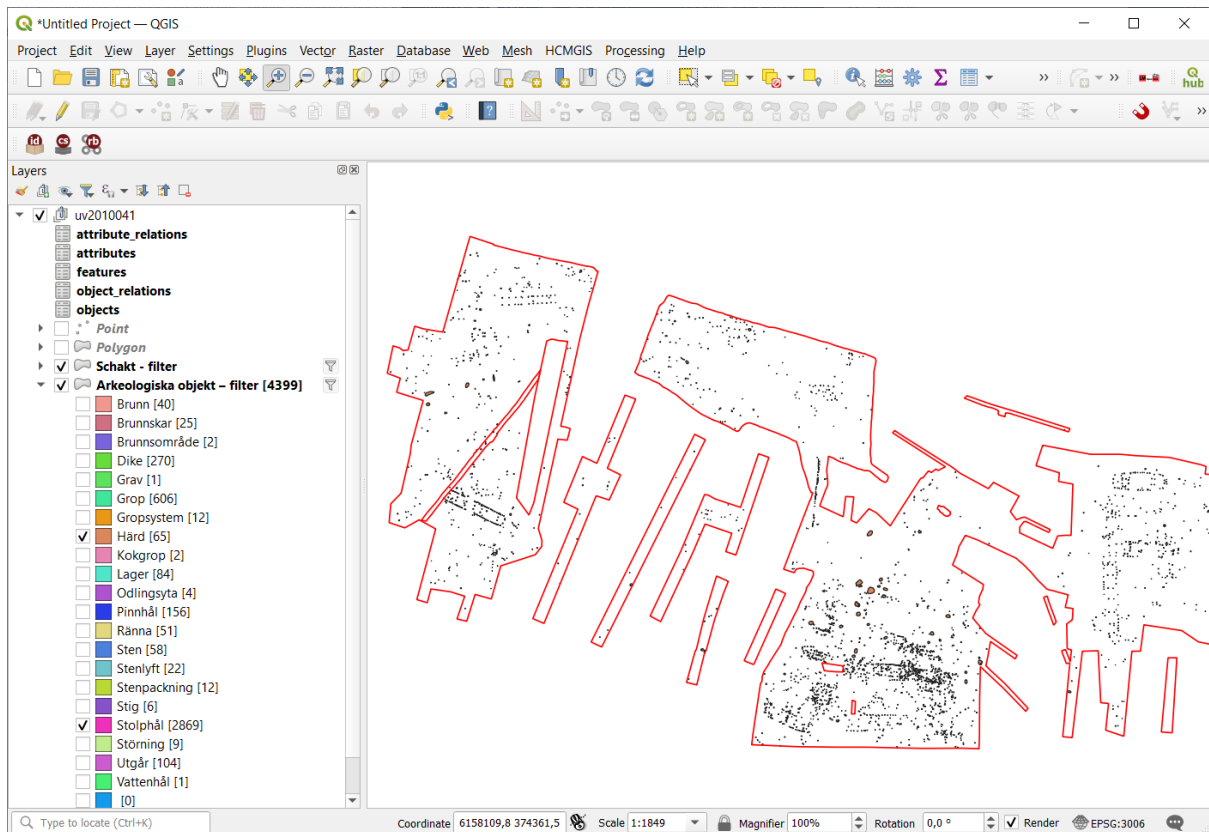 *Untitled Project — QGIS
Project Edit View Layer Settings Plugins Vector Raster Database Web Mesh HCMGIS Processing Help
Q
hub
id cs rb
Layers
uv2010041
attribute_relations
attributes
features
object_relations
objects
Point
Polygon
Schakt - filter
Arkeologiska objekt – filter [4399]
Brunn [40]
Brunnskar [25]
Brunnsområde [2]
Dike [270]
Grav [1]
Grop [606]
Gropsystem [12]
Härd [65]
Kokgrop [2]
Lager [84]
Odlingsyta [4]
Pinnhål [156]
Ränna [51]
Sten [58]
Stenlyft [22]
Stenpackning [12]
Stig [6]
Stolphål [2869]
Störning [9]
Utgår [104]
Vattenhål [1]
[0]
Type to locate (Ctrl+K) Coordinate 6158109,8 374361,5 Scale 1:1849 Magnifier 100% Rotation 0,0 ° Render EPSG:3006